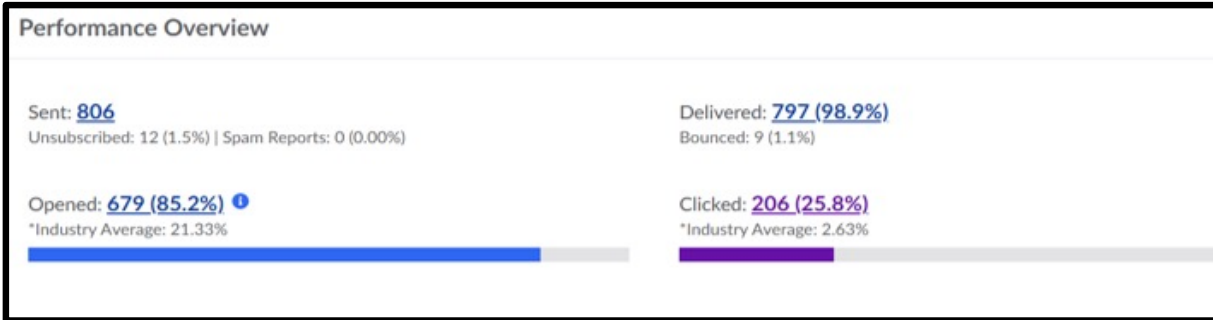 Performance Overview
Sent: 806
Delivered: 797 (98.9%)
Unsubscribed: 12 (1.5%) | Spam Reports: 0 (0.00%)
Bounced: 9 (1.1%)
Opened: 679 (85.2%) i
Clicked: 206 (25.8%)
*Industry Average: 21.33%
*Industry Average: 2.63%